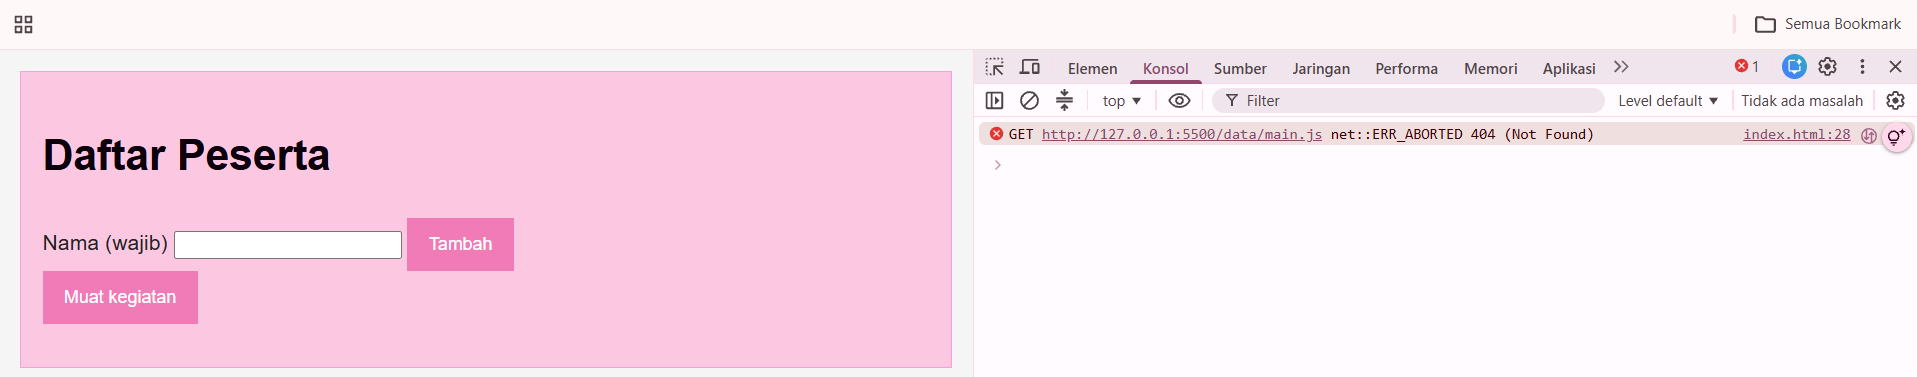 Semua Bookmark
Elemen Konsol Sumber Jaringan Performa Memori Aplikasi 1
top Filter Level default Tidak ada masalah
GET http://127.0.0.1:5500/data/main.js net::ERR_ABORTED 404 (Not Found) index.html:28
Daftar Peserta
Nama (wajib) Tambah
Muat kegiatan